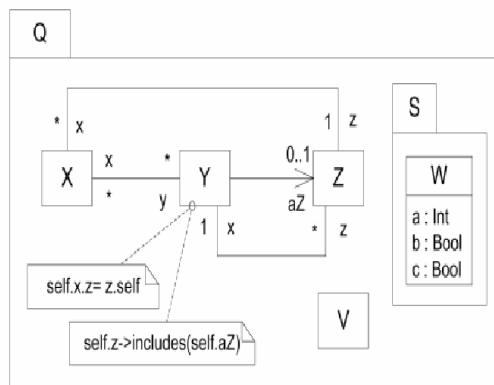 Q
* x
1 z
S
X
x
*
*
y
Y
0..1
aZ
Z
1 x
* z
W
a : Int
b : Bool
c : Bool
self.x.z= z.self
self.z->includes(self.aZ)
V